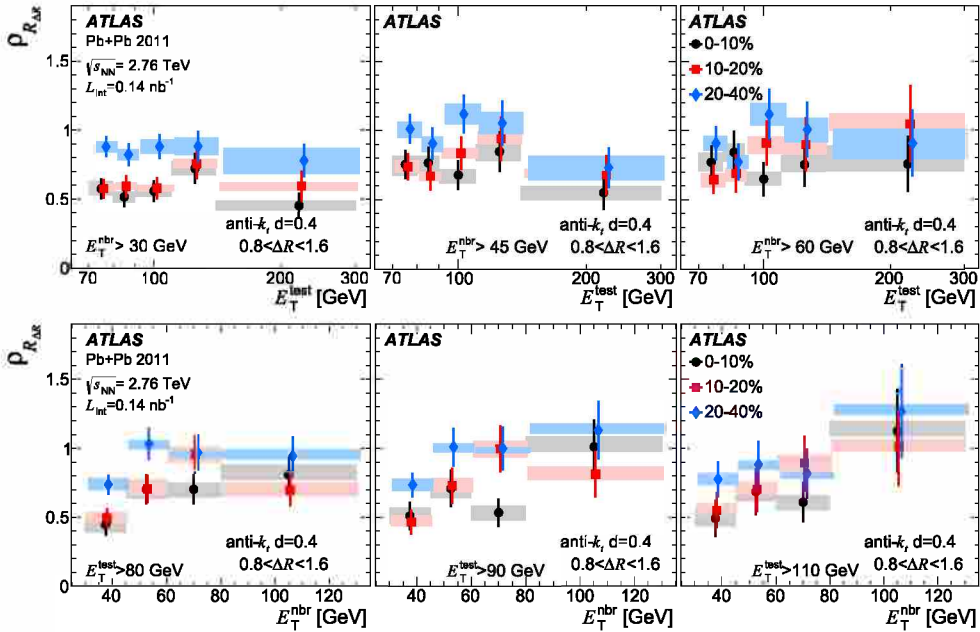 ρ_{R_{ΔR}}
2
1.5
1
0.5
0
ATLAS
Pb+Pb 2011
√s_{NN} = 2.76 TeV
L_{int}=0.14 nb⁻¹
anti-k_t d=0.4
E_T^{nbr}> 30 GeV
0.8<ΔR<1.6
70 100 200 300
E_T^{test} [GeV]
ATLAS
anti-k_t d=0.4
E_T^{nbr}> 45 GeV
0.8<ΔR<1.6
70 100 200 300
E_T^{test} [GeV]
ATLAS
0-10%
10-20%
20-40%
anti-k_t d=0.4
E_T^{nbr}> 60 GeV
0.8<ΔR<1.6
70 100 200 300
E_T^{test} [GeV]
ρ_{R_{ΔR}}
1.5
1
0.5
0
ATLAS
Pb+Pb 2011
√s_{NN} = 2.76 TeV
L_{int}=0.14 nb⁻¹
anti-k_t d=0.4
E_T^{test}>80 GeV
0.8<ΔR<1.6
40 60 80 100 120
E_T^{nbr} [GeV]
ATLAS
anti-k_t d=0.4
E_T^{test}>90 GeV
0.8<ΔR<1.6
40 60 80 100 120
E_T^{nbr} [GeV]
ATLAS
0-10%
10-20%
20-40%
anti-k_t d=0.4
E_T^{test}>110 GeV
0.8<ΔR<1.6
40 60 80 100 120
E_T^{nbr} [GeV]